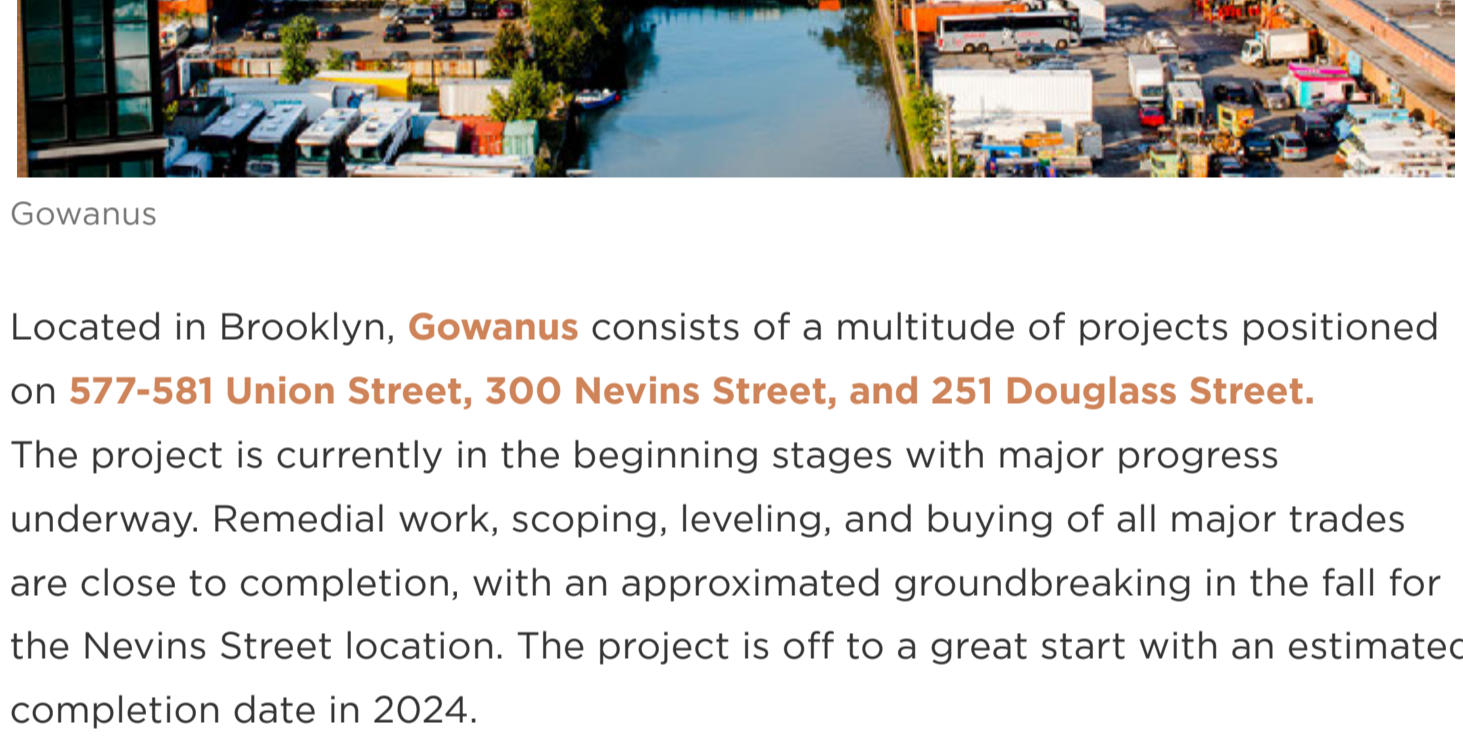 Gowanus
Located in Brooklyn, Gowanus consists of a multitude of projects positioned
on 577-581 Union Street, 300 Nevins Street, and 251 Douglass Street.
The project is currently in the beginning stages with major progress
underway. Remedial work, scoping, leveling, and buying of all major trades
are close to completion, with an approximated groundbreaking in the fall for
the Nevins Street location. The project is off to a great start with an estimated
completion date in 2024.